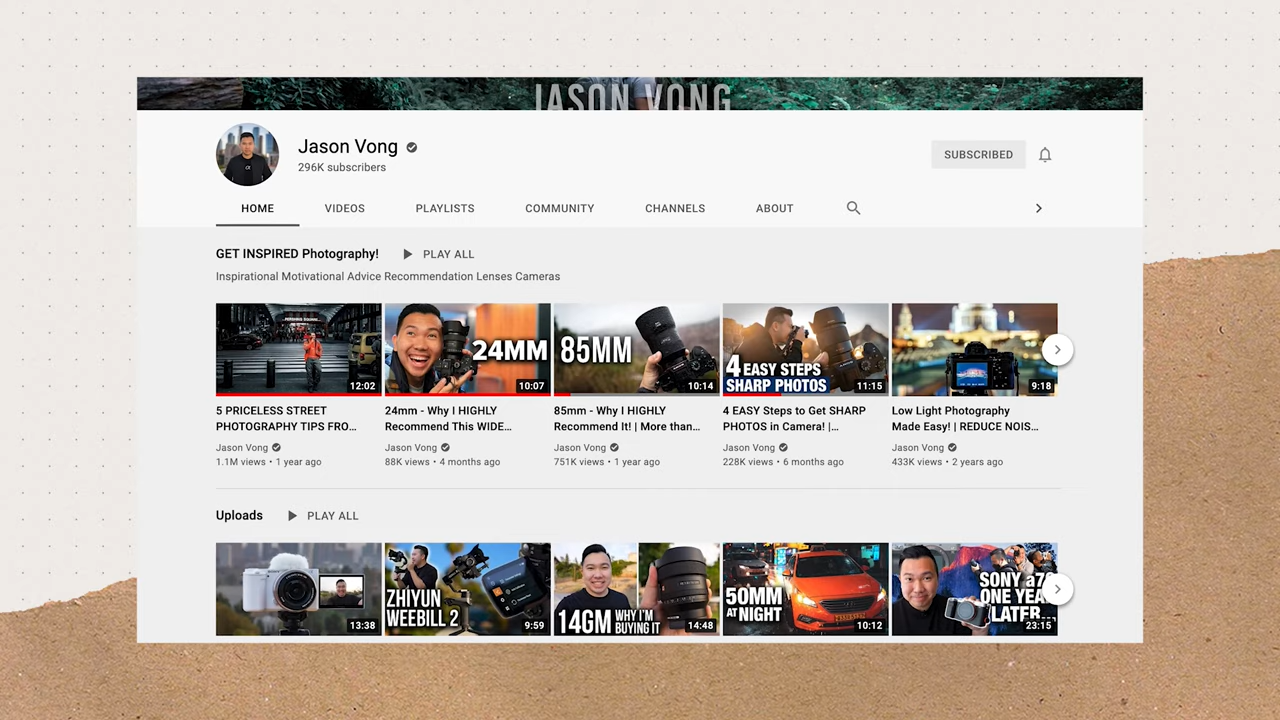 JASON VONG
Jason Vong
296K subscribers
SUBSCRIBED
HOME VIDEOS PLAYLISTS COMMUNITY CHANNELS ABOUT
GET INSPIRED Photography! PLAY ALL
Inspirational Motivational Advice Recommendation Lenses Cameras
12:02
24MM
10:07
85MM
10:14
4 EASY STEPS
SHARP PHOTOS
11:15
9:18
5 PRICELESS STREET
PHOTOGRAPHY TIPS FRO...
Jason Vong
1.1M views • 1 year ago
24mm - Why I HIGHLY
Recommend This WIDE...
Jason Vong
88K views • 4 months ago
85mm - Why I HIGHLY
Recommend It! | More than...
Jason Vong
751K views • 1 year ago
4 EASY Steps to Get SHARP
PHOTOS in Camera! |...
Jason Vong
228K views • 6 months ago
Low Light Photography
Made Easy! | REDUCE NOIS...
Jason Vong
433K views • 2 years ago
Uploads PLAY ALL
13:38
ZHIYUN
WEEBILL 2
9:59
14GM WHY I'M
BUYING IT
14:48
50MM
AT NIGHT
10:12
SONY
ONE
LATER...
23:15